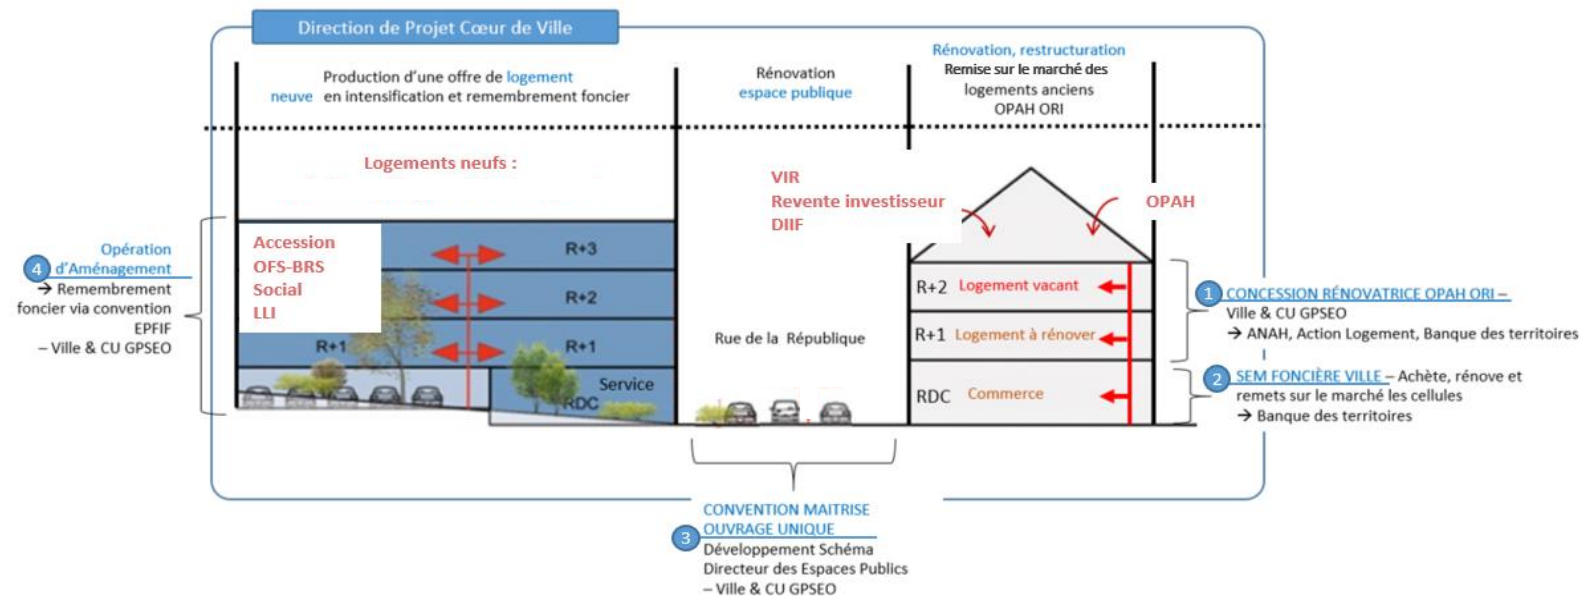 Direction de Projet Cœur de Ville
Production d'une offre de logement
neuve en intensification et remembrement foncier
Rénovation
espace publique
Rénovation, restructuration
Remise sur le marché des
logements anciens
OPAH ORI
Logements neufs :
Accession
OFS-BRS
Social
LLI
R+3
R+2
R+1
R+1
Service
RDC
VIR
Revente investisseur
DIIF
OPAH
Rue de la République
R+2 Logement vacant
R+1 Logement à rénover
RDC Commerce
4
Opération
d'Aménagement
→ Remembrement
foncier via convention
EPFIF
– Ville & CU GPSEO
1 CONCESSION RÉNOVATRICE OPAH ORI –
Ville & CU GPSEO
→ ANAH, Action Logement, Banque des territoires
2 SEM FONCIÈRE VILLE – Achète, rénove et
remets sur le marché les cellules
→ Banque des territoires
3
CONVENTION MAITRISE
OUVRAGE UNIQUE
Développement Schéma
Directeur des Espaces Publics
– Ville & CU GPSEO